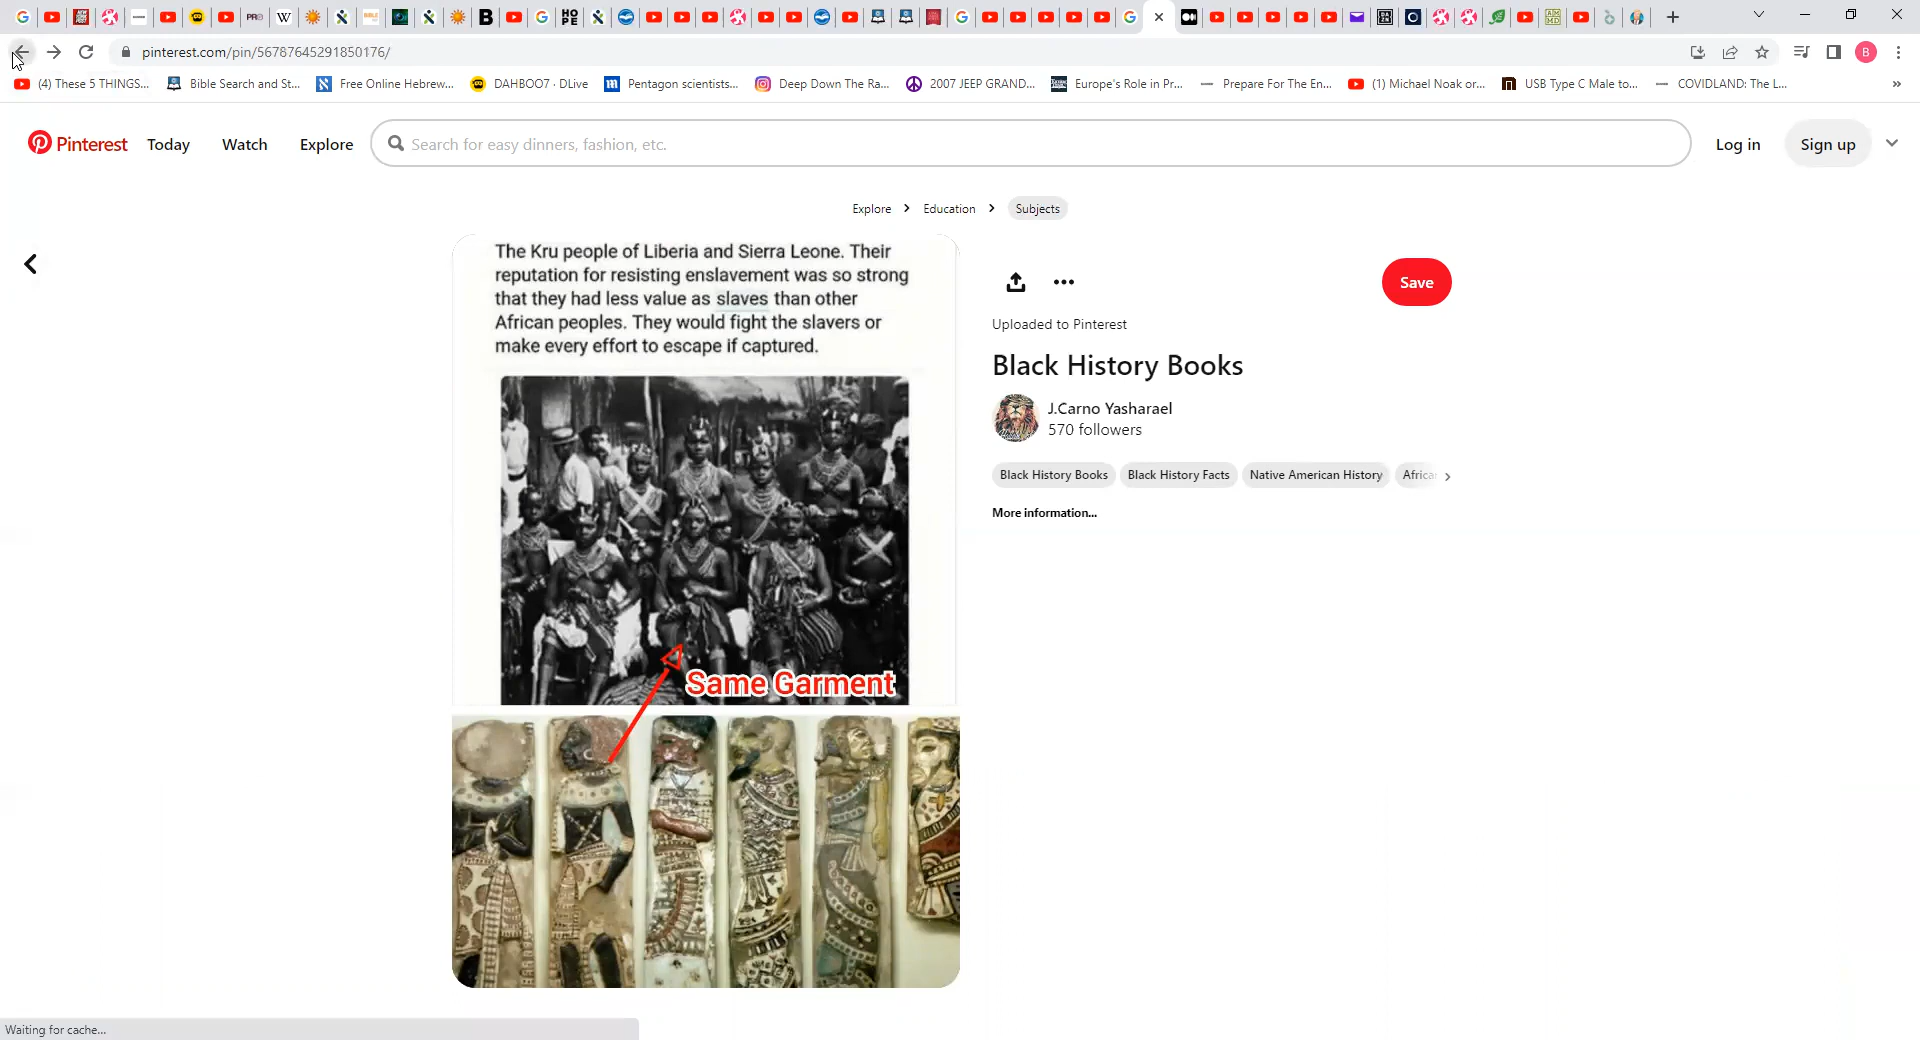 pinterest.com/pin/56787645291850176/
B
(4) These 5 THINGS...
Bible Search and St...
Free Online Hebrew...
DAHBOO7 · DLive
Pentagon scientists...
Deep Down The Ra...
2007 JEEP GRAND...
Europe's Role in Pr...
Prepare For The En...
(1) Michael Noak or...
USB Type C Male to...
COVIDLAND: The L...
Pinterest
Today
Watch
Explore
Search for easy dinners, fashion, etc.
Log in
Sign up
Explore
Education
Subjects
The Kru people of Liberia and Sierra Leone. Their
reputation for resisting enslavement was so strong
that they had less value as slaves than other
African peoples. They would fight the slavers or
make every effort to escape if captured.
Same Garment
Save
Uploaded to Pinterest
Black History Books
J.Carno Yasharael
570 followers
Black History Books
Black History Facts
Native American History
Africa
More information...
Waiting for cache...